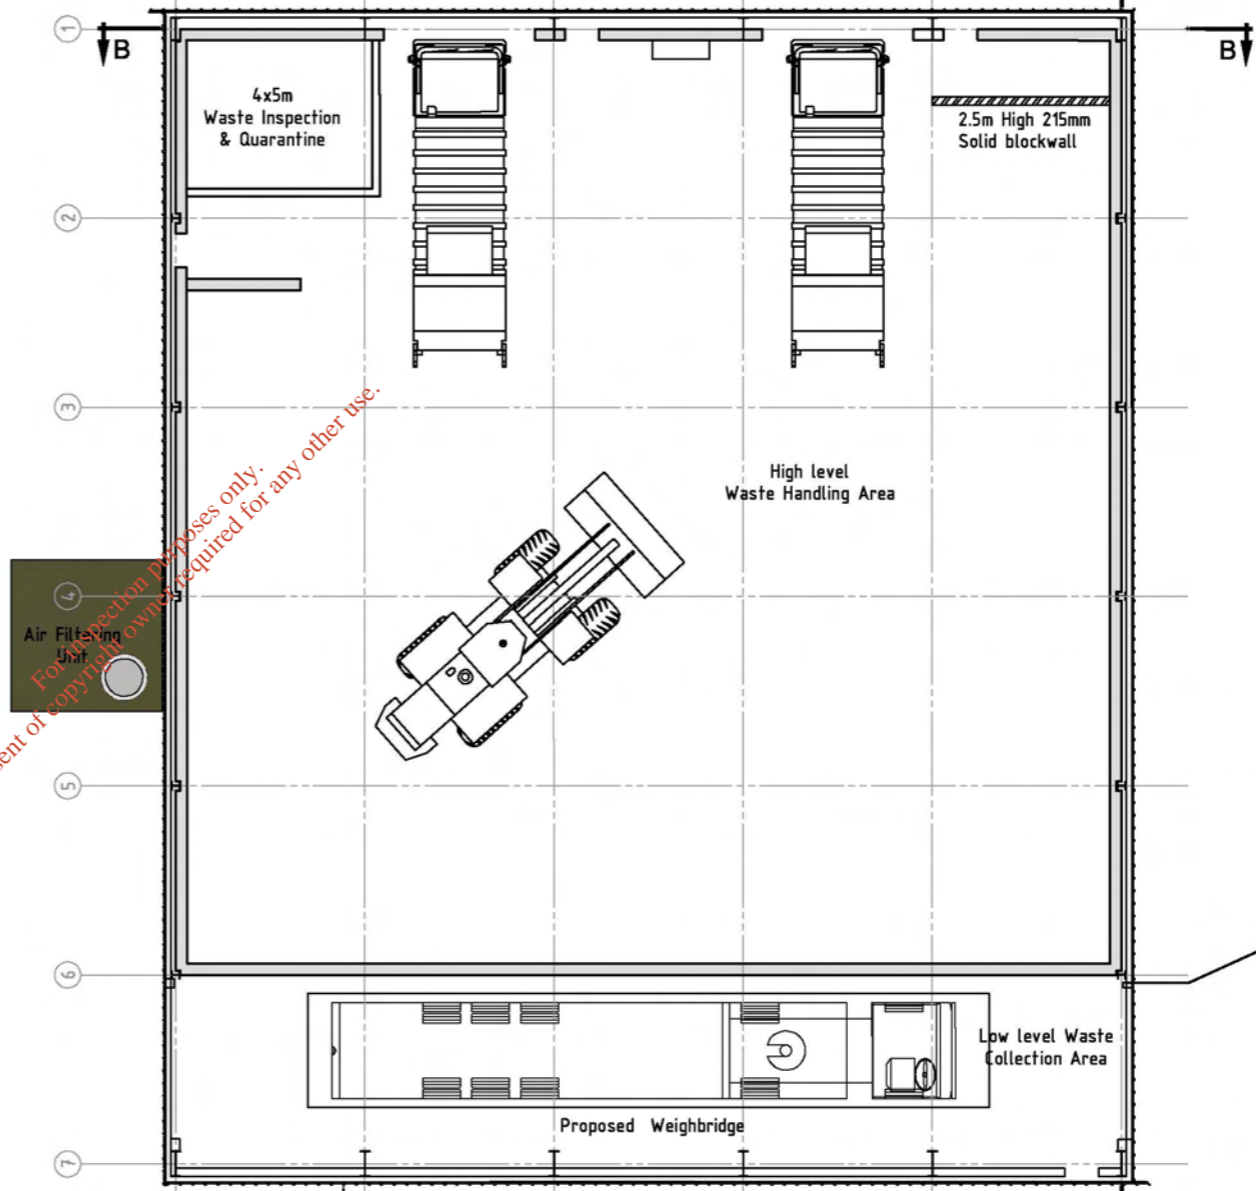 1
B
B
4x5m
Waste Inspection
& Quarantine
2.5m High 215mm
Solid blockwall
2
3
High level
Waste Handling Area
For inspection purposes only.
of copyright owner required for any other use.
4
Air Filtering
Unit
5
6
Low level Waste
Collection Area
Proposed Weighbridge
7